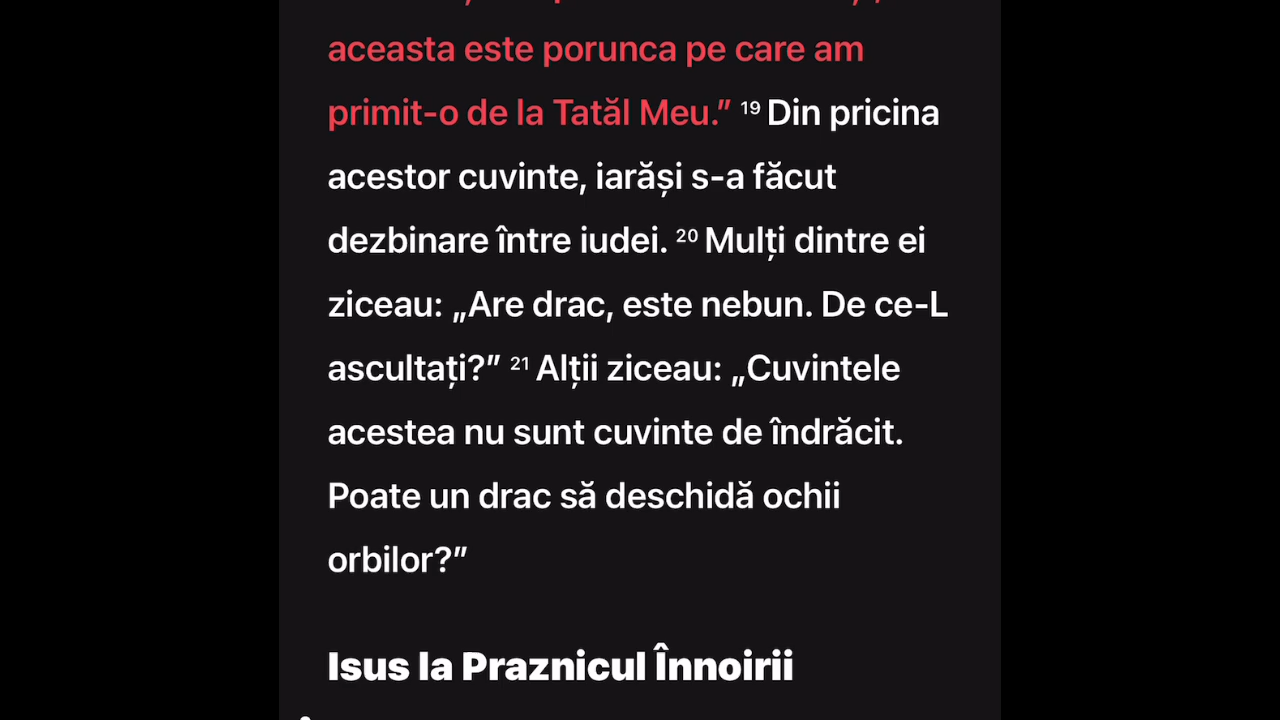 aceasta este porunca pe care am
primit-o de la Tatăl Meu.” 19 Din pricina
acestor cuvinte, iarăși s-a făcut
dezbinare între iudei. 20 Mulți dintre ei
ziceau: „Are drac, este nebun. De ce-L
ascultați?” 21 Alții ziceau: „Cuvintele
acestea nu sunt cuvinte de îndrăcit.
Poate un drac să deschidă ochii
orbilor?”
Isus la Praznicul Înnoirii